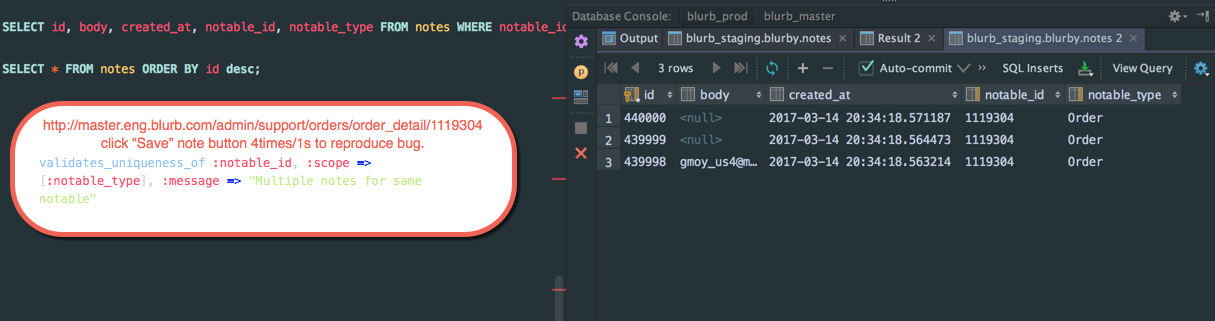 Database Console: blurb_prod blurb_master
SELECT id, body, created_at, notable_id, notable_type FROM notes WHERE notable_id
SELECT * FROM notes ORDER BY id desc;
http://master.eng.blurb.com/admin/support/orders/order_detail/1119304
click “Save” note button 4times/1s to reproduce bug.
validates_uniqueness_of :notable_id, :scope =>
[:notable_type], :message => "Multiple notes for same
notable"
Output blurb_staging.blurby.notes Result 2 blurb_staging.blurby.notes 2
3 rows Auto-commit SQL Inserts View Query
id body created_at notable_id notable_type
1 440000 <null> 2017-03-14 20:34:18.571187 1119304 Order
2 439999 <null> 2017-03-14 20:34:18.564473 1119304 Order
3 439998 gmoy_us4@m… 2017-03-14 20:34:18.563214 1119304 Order